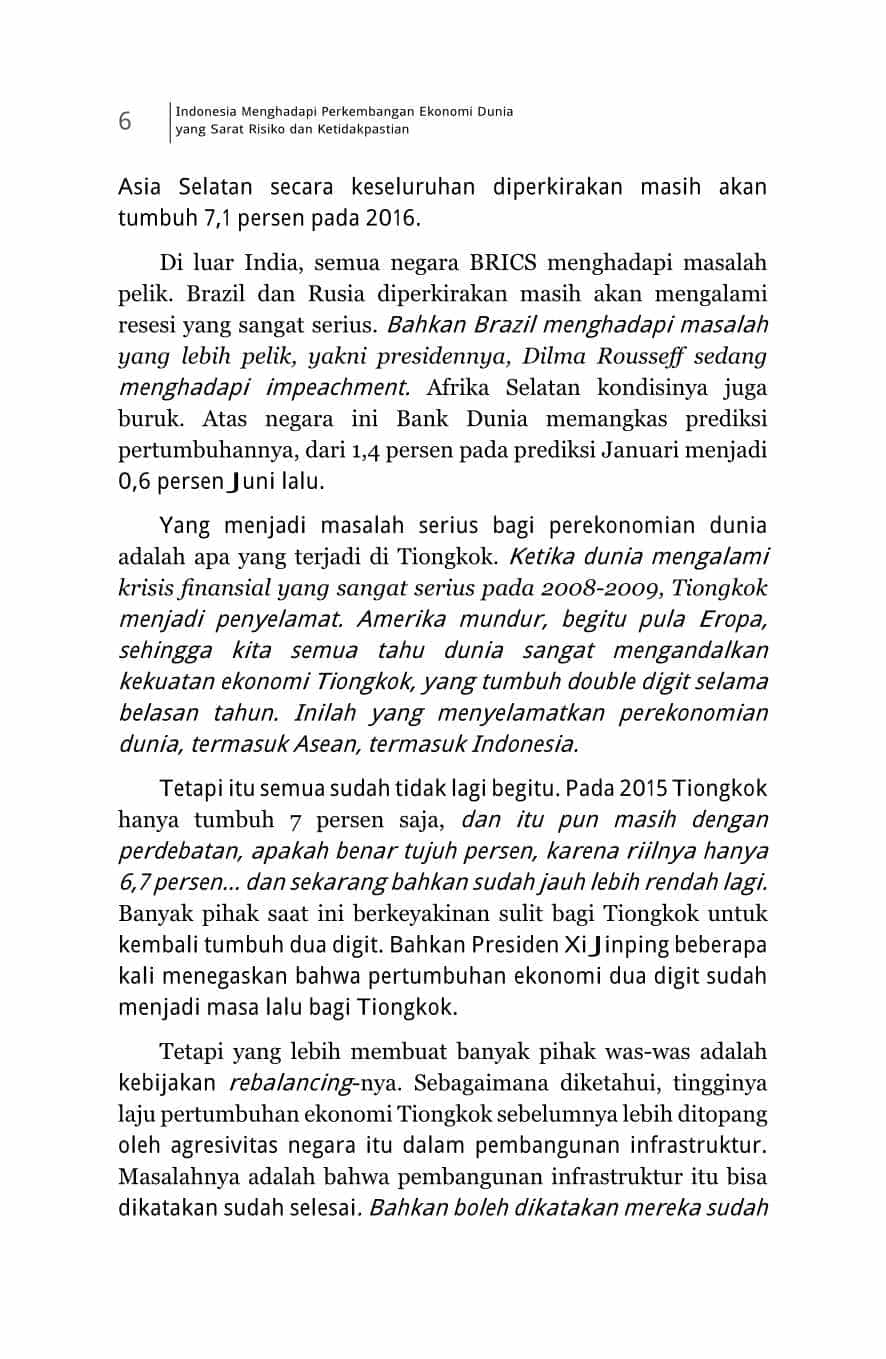 6
Indonesia Menghadapi Perkembangan Ekonomi Dunia
yang Sarat Risiko dan Ketidakpastian
Asia Selatan secara keseluruhan diperkirakan masih akan
tumbuh 7,1 persen pada 2016.
Di luar India, semua negara BRICS menghadapi masalah
pelik. Brazil dan Rusia diperkirakan masih akan mengalami
resesi yang sangat serius. Bahkan Brazil menghadapi masalah
yang lebih pelik, yakni presidennya, Dilma Rousseff sedang
menghadapi impeachment. Afrika Selatan kondisinya juga
buruk. Atas negara ini Bank Dunia memangkas prediksi
pertumbuhannya, dari 1,4 persen pada prediksi Januari menjadi
0,6 persen Juni lalu.
Yang menjadi masalah serius bagi perekonomian dunia
adalah apa yang terjadi di Tiongkok. Ketika dunia mengalami
krisis finansial yang sangat serius pada 2008-2009, Tiongkok
menjadi penyelamat. Amerika mundur, begitu pula Eropa,
sehingga kita semua tahu dunia sangat mengandalkan
kekuatan ekonomi Tiongkok, yang tumbuh double digit selama
belasan tahun. Inilah yang menyelamatkan perekonomian
dunia, termasuk Asean, termasuk Indonesia.
Tetapi itu semua sudah tidak lagi begitu. Pada 2015 Tiongkok
hanya tumbuh 7 persen saja, dan itu pun masih dengan
perdebatan, apakah benar tujuh persen, karena riilnya hanya
6,7 persen... dan sekarang bahkan sudah jauh lebih rendah lagi.
Banyak pihak saat ini berkeyakinan sulit bagi Tiongkok untuk
kembali tumbuh dua digit. Bahkan Presiden Xi Jinping beberapa
kali menegaskan bahwa pertumbuhan ekonomi dua digit sudah
menjadi masa lalu bagi Tiongkok.
Tetapi yang lebih membuat banyak pihak was-was adalah
kebijakan rebalancing-nya. Sebagaimana diketahui, tingginya
laju pertumbuhan ekonomi Tiongkok sebelumnya lebih ditopang
oleh agresivitas negara itu dalam pembangunan infrastruktur.
Masalahnya adalah bahwa pembangunan infrastruktur itu bisa
dikatakan sudah selesai. Bahkan boleh dikatakan mereka sudah